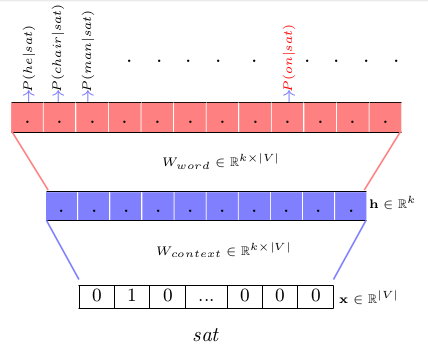 P(he|sat) P(chair|sat) P(man|sat) . . . . P(on|sat) . . . .
. . . . . . . . . . . .
W_word ∈ ℝ^{k×|V|}
. . . . . . . . . . h ∈ ℝ^k
W_context ∈ ℝ^{k×|V|}
0 1 0 ... 0 0 0 x ∈ ℝ^{|V|}
sat